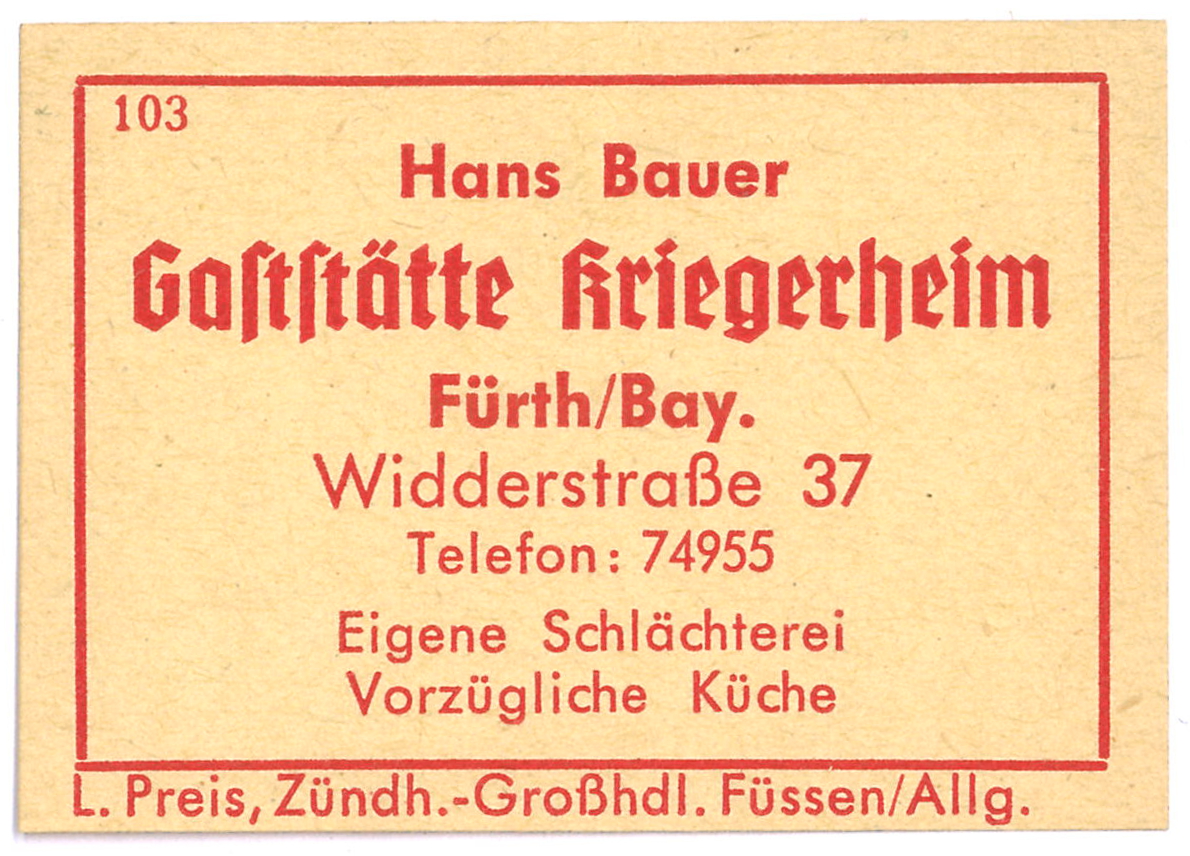 103
Hans Bauer
Gaſtſtätte Kriegerheim
Fürth/Bay.
Widderstraße 37
Telefon: 74955
Eigene Schlächterei
Vorzügliche Küche
L. Preis, Zündh.-Großhdl. Füssen/Allg.